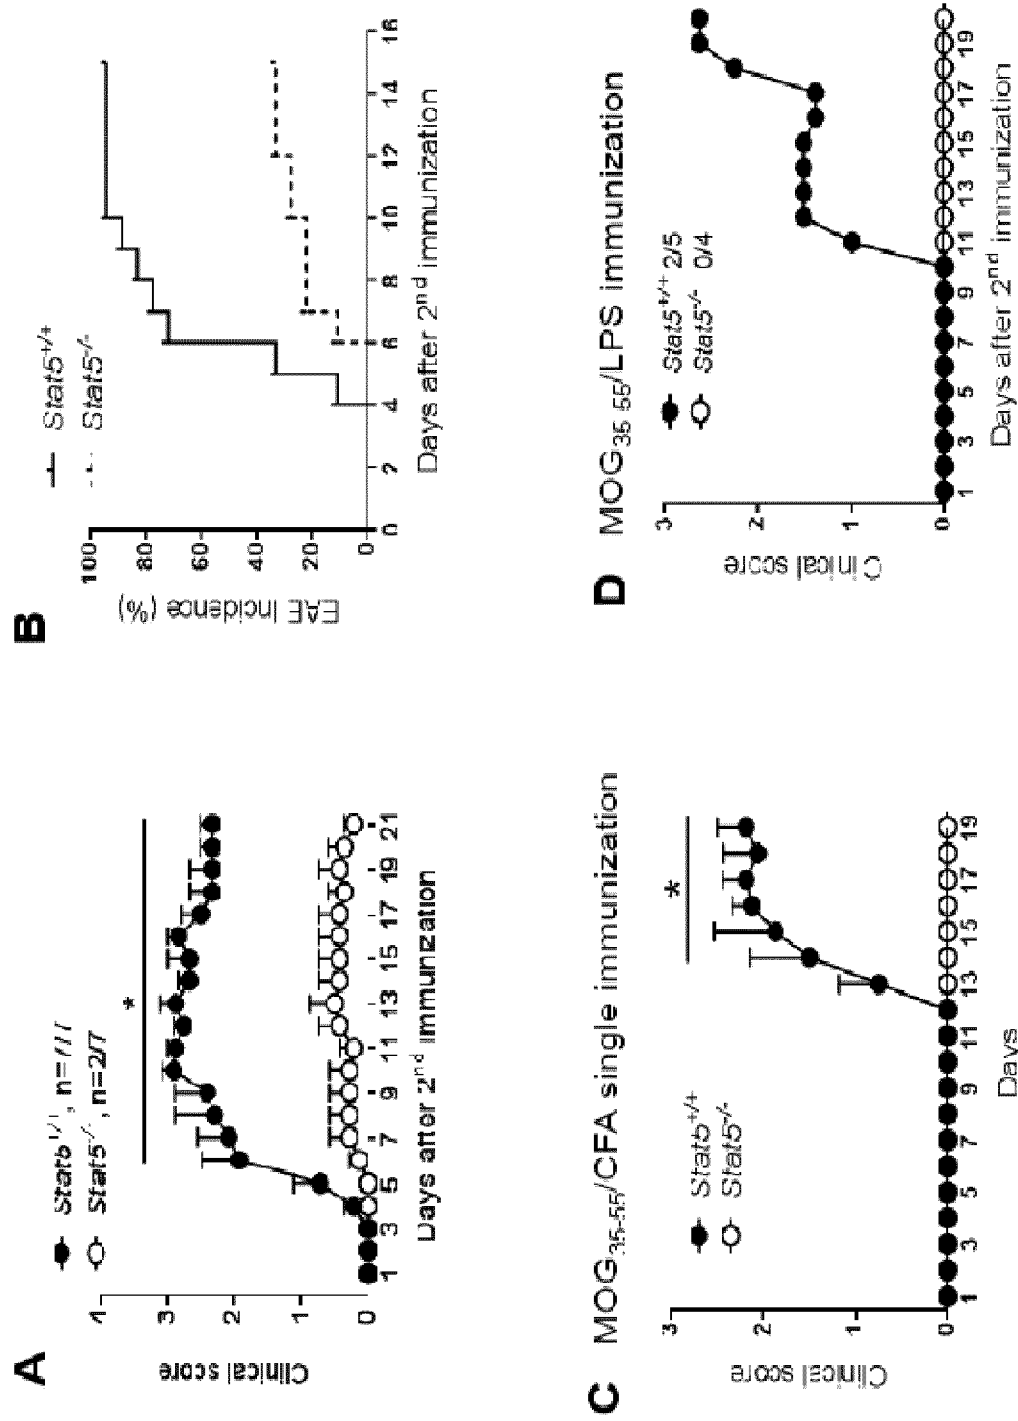 A
Clinical score
1
3
2
1
0
Stat5+/+, n=7/7
Stat5-/-, n=2/7
*
1 3 5 7 9 11 13 15 17 19 21
Days after 2nd immunization
B
EAE Incidence (%)
100
80
60
40
20
0
Stat5+/+
Stat5-/-
0 2 4 6 8 10 12 14 16
Days after 2nd immunization
C MOG35-55/CFA single immunization
Clinical score
3
2
1
0
Stat5+/+
Stat5-/-
*
1 3 5 7 9 11 13 15 17 19
Days
D MOG35-55/LPS immunization
Clinical score
3
2
1
0
Stat5+/+ 2/5
Stat5-/- 0/4
1 3 5 7 9 11 13 15 17 19
Days after 2nd immunization